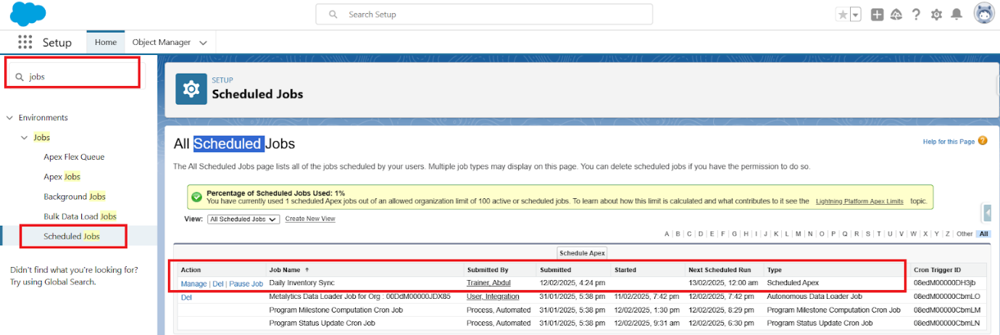 Search Setup
Setup
Home
Object Manager
jobs
Environments
Jobs
Apex Flex Queue
Apex Jobs
Background Jobs
Bulk Data Load Jobs
Scheduled Jobs
Didn't find what you're looking for?
Try using Global Search.
SETUP
Scheduled Jobs
All Scheduled Jobs
Help for this Page
The All Scheduled Jobs page lists all of the jobs scheduled by your users. Multiple job types may display on this page. You can delete scheduled jobs if you have the permission to do so.
Percentage of Scheduled Jobs Used: 1%
You have currently used 1 scheduled Apex jobs out of an allowed organization limit of 100 active or scheduled jobs. To learn about how this limit is calculated and what contributes to it see the Lightning Platform Apex Limits topic.
View: All Scheduled Jobs Create New View
A | B | C | D | E | F | G | H | I | J | K | L | M | N | O | P | Q | R | S | T | U | V | W | X | Y | Z | Other All
Schedule Apex
Action Job Name ↑ Submitted By Submitted Started Next Scheduled Run Type Cron Trigger ID
Manage | Del | Pause Job Daily Inventory Sync Trainer, Abdul 12/02/2025, 4:24 pm 13/02/2025, 12:00 am Scheduled Apex 08edM00000DH3jb
Del Metalytics Data Loader Job for Org : 00DdM00000JDX85 User, Integration 31/01/2025, 5:38 pm 11/02/2025, 7:42 pm 12/02/2025, 7:42 pm Autonomous Data Loader Job 08edM00000CbmLO
Program Milestone Computation Cron Job Process, Automated 31/01/2025, 5:38 pm 12/02/2025, 1:30 pm 12/02/2025, 8:29 pm Program Milestone Computation Cron Job 08edM00000CbmLM
Program Status Update Cron Job Process, Automated 31/01/2025, 5:38 pm 12/02/2025, 9:31 am 12/02/2025, 6:30 pm Program Status Update Cron Job 08edM00000CbmLN